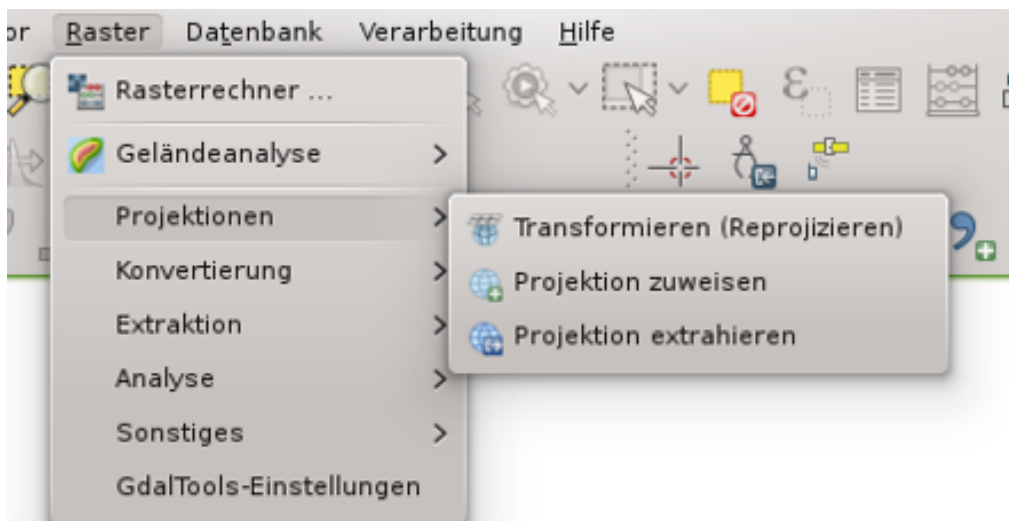 or Raster Datenbank Verarbeitung Hilfe
Rasterrechner ...
Geländeanalyse
Projektionen
Transformieren (Reprojizieren)
Projektion zuweisen
Projektion extrahieren
Konvertierung
Extraktion
Analyse
Sonstiges
GdalTools-Einstellungen